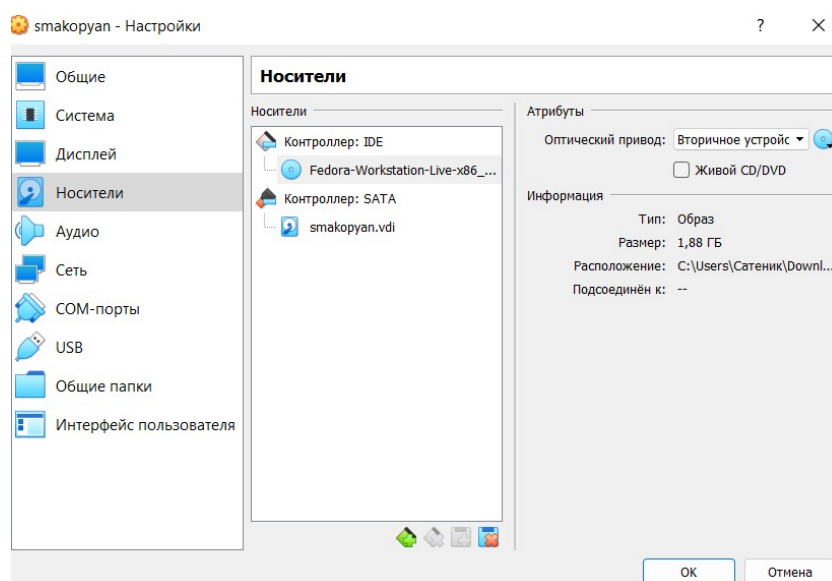 smakopyan - Настройки
?
Общие
Система
Дисплей
Носители
Аудио
Сеть
COM-порты
USB
Общие папки
Интерфейс пользователя
Носители
Носители
Контроллер: IDE
Fedora-Workstation-Live-x86_...
Контроллер: SATA
smakopyan.vdi
Атрибуты
Оптический привод: Вторичное устройс
Живой CD/DVD
Информация
Тип: Образ
Размер: 1,88 ГБ
Расположение: C:\Users\Сатеник\Downl...
Подсоединён к: --
OK Отмена